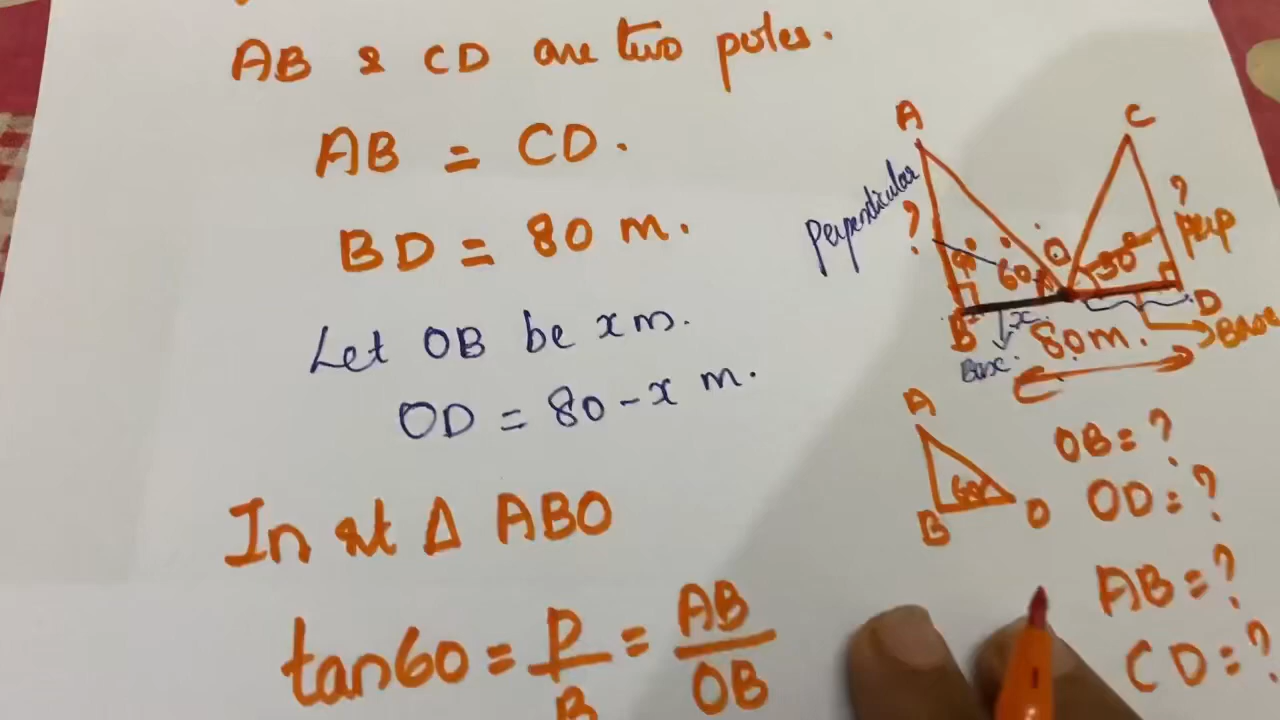 AB & CD are two poles.
AB = CD.
BD = 80 m.
Let OB be x m.
OD = 80 - x m.
In rt Δ ABO
tan60 = P/B = AB/OB
A
C
Perpendicular
?
?
Perp
90°
60°
O
30°
B
x
D
Base
80m.
Base
A
60°
B
O
OB = ?
OD = ?
AB = ?
CD = ?